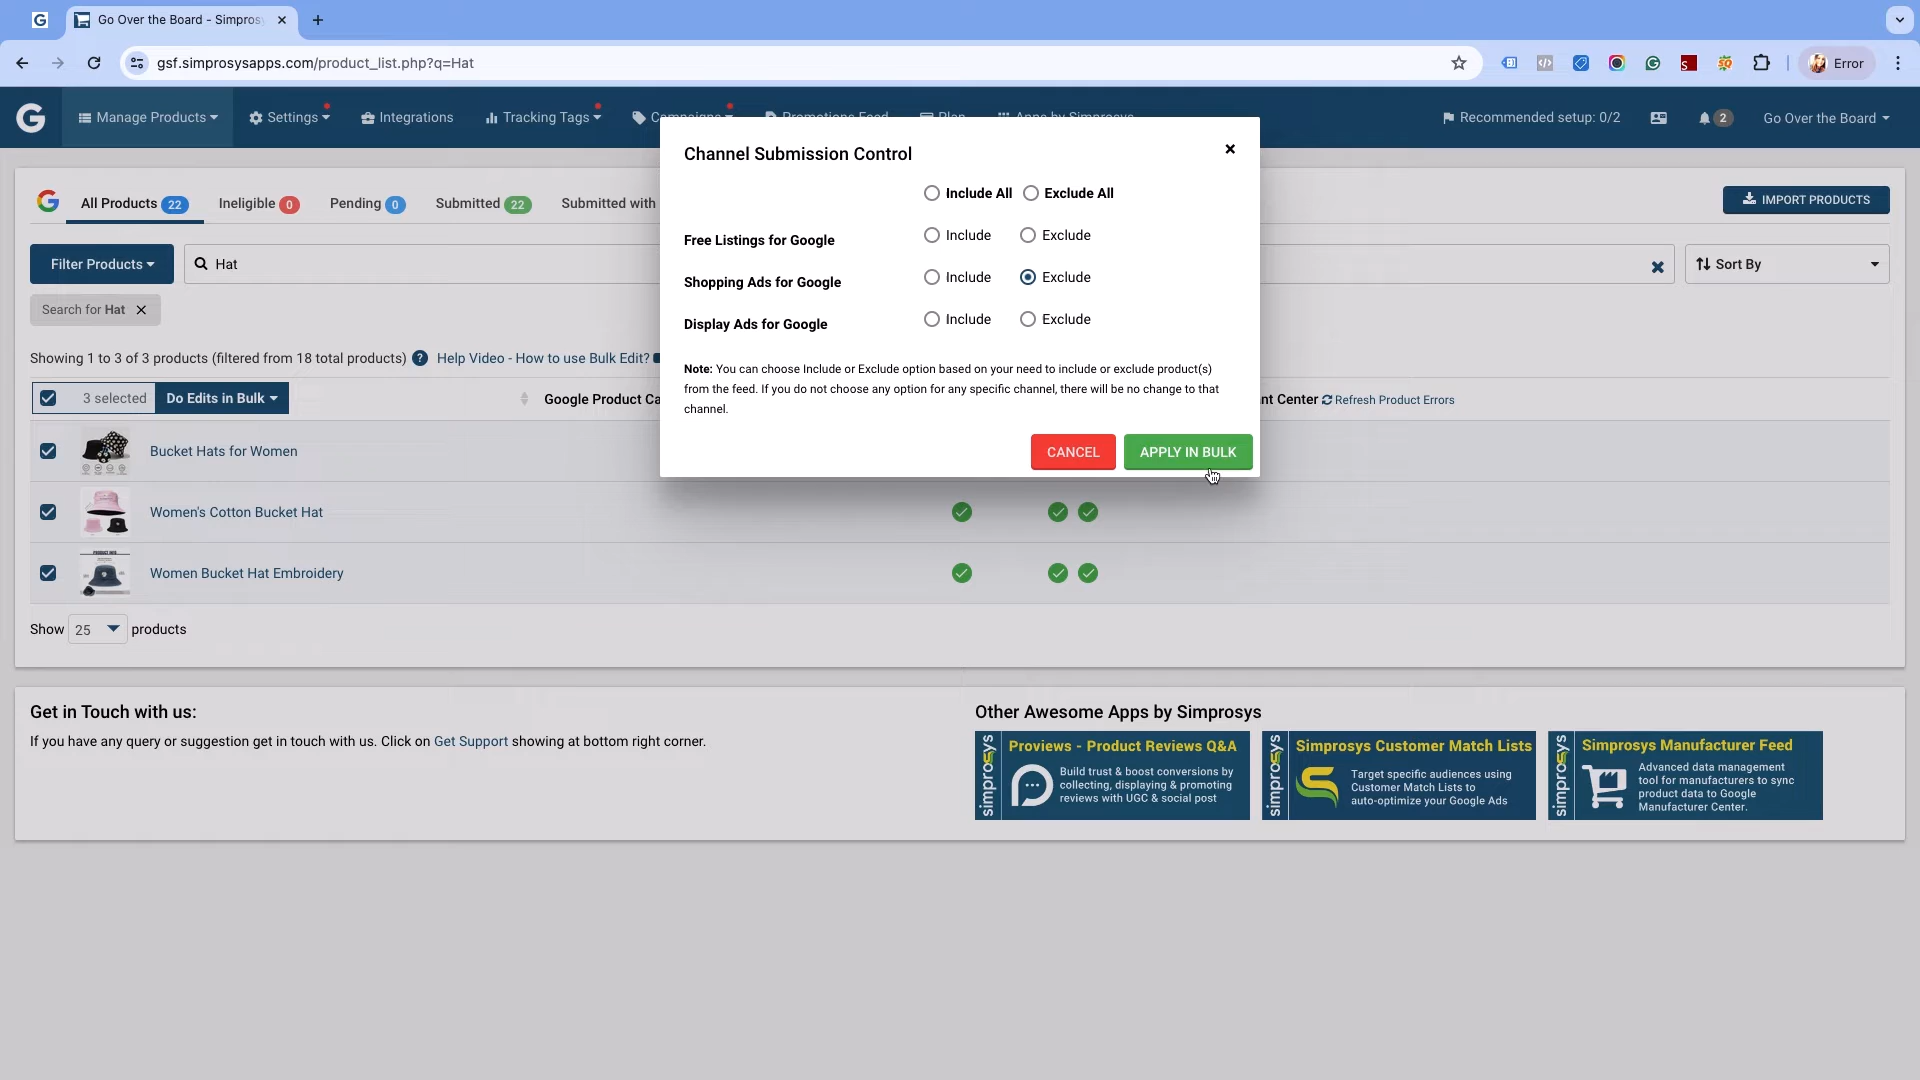 Go Over the Board - Simprosy
gsf.simprosysapps.com/product_list.php?q=Hat
Error
Manage Products
Settings
Integrations
Tracking Tags
Campaigns
Promotions Feed
Plan
Apps by Simprosys
Recommended setup: 0/2
2
Go Over the Board
Channel Submission Control
Include All
Exclude All
Free Listings for Google
Include
Exclude
Shopping Ads for Google
Include
Exclude
Display Ads for Google
Include
Exclude
Note: You can choose Include or Exclude option based on your need to include or exclude product(s)
from the feed. If you do not choose any option for any specific channel, there will be no change to that
channel.
CANCEL
APPLY IN BULK
All Products 22
Ineligible 0
Pending 0
Submitted 22
Submitted with
IMPORT PRODUCTS
Filter Products
Hat
Sort By
Search for Hat
Showing 1 to 3 of 3 products (filtered from 18 total products)
Help Video - How to use Bulk Edit?
3 selected
Do Edits in Bulk
Google Product Ca
nt Center
Refresh Product Errors
Bucket Hats for Women
Women's Cotton Bucket Hat
Women Bucket Hat Embroidery
Show 25 products
Get in Touch with us:
If you have any query or suggestion get in touch with us. Click on Get Support showing at bottom right corner.
Other Awesome Apps by Simprosys
simprosys
Proviews - Product Reviews Q&A
Build trust & boost conversions by
collecting, displaying & promoting
reviews with UGC & social post
simprosys
Simprosys Customer Match Lists
Target specific audiences using
Customer Match Lists to
auto-optimize your Google Ads
simprosys
Simprosys Manufacturer Feed
Advanced data management
tool for manufacturers to sync
product data to Google
Manufacturer Center.